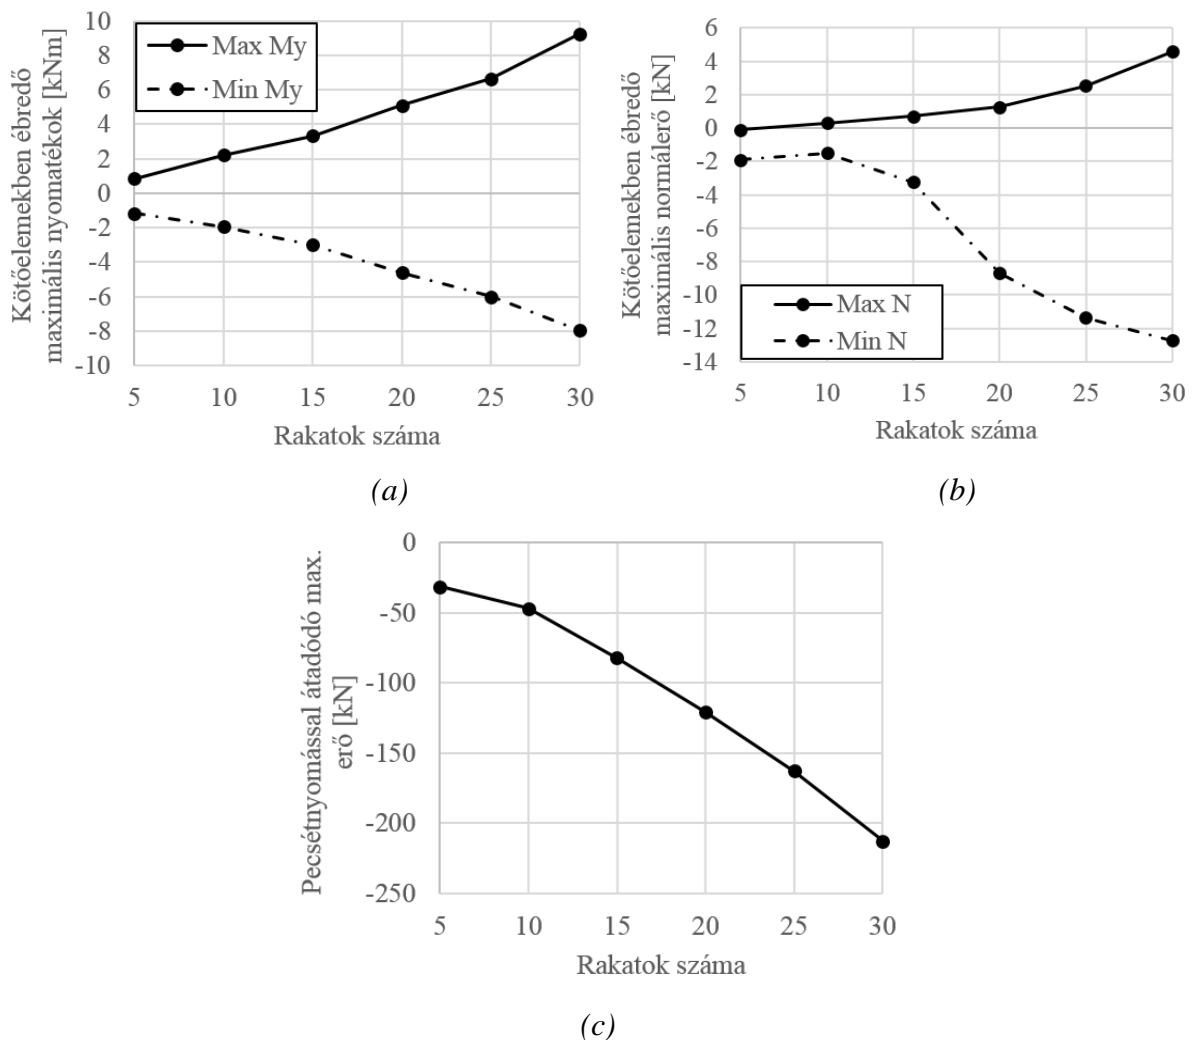 Kötőelemekben ébredő
maximális nyomatékok [kNm]
10
8
6
4
2
0
-2
-4
-6
-8
-10
Max My
Min My
5 10 15 20 25 30
Rakatok száma
(a)
Kötőelemekben ébredő
maximális normálerő [kN]
6
4
2
0
-2
-4
-6
-8
-10
-12
-14
Max N
Min N
5 10 15 20 25 30
Rakatok száma
(b)
Pecsétnyomással átadódó max.
erő [kN]
0
-50
-100
-150
-200
-250
5 10 15 20 25 30
Rakatok száma
(c)